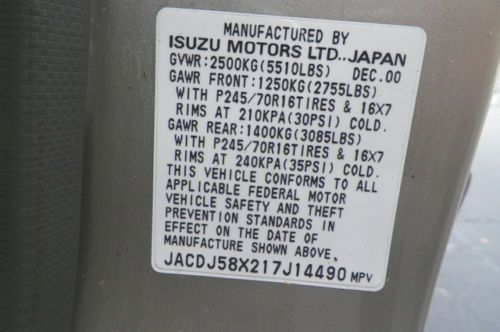 MANUFACTURED BY
ISUZU MOTORS LTD.,JAPAN
GVWR:2500KG(5510LBS) DEC.00
GAWR FRONT:1250KG(2755LBS)
WITH P245/70R16TIRES & 16X7
RIMS AT 210KPA(30PSI) COLD.
GAWR REAR:1400KG(3085LBS)
WITH P245/70R16TIRES & 16X7
RIMS AT 240KPA(35PSI) COLD.
THIS VEHICLE CONFORMS TO ALL
APPLICABLE FEDERAL MOTOR
VEHICLE SAFETY AND THEFT
PREVENTION STANDARDS IN
EFFECT ON THE DATE OF
MANUFACTURE SHOWN ABOVE,
JACDJ58X217J14490 MPV